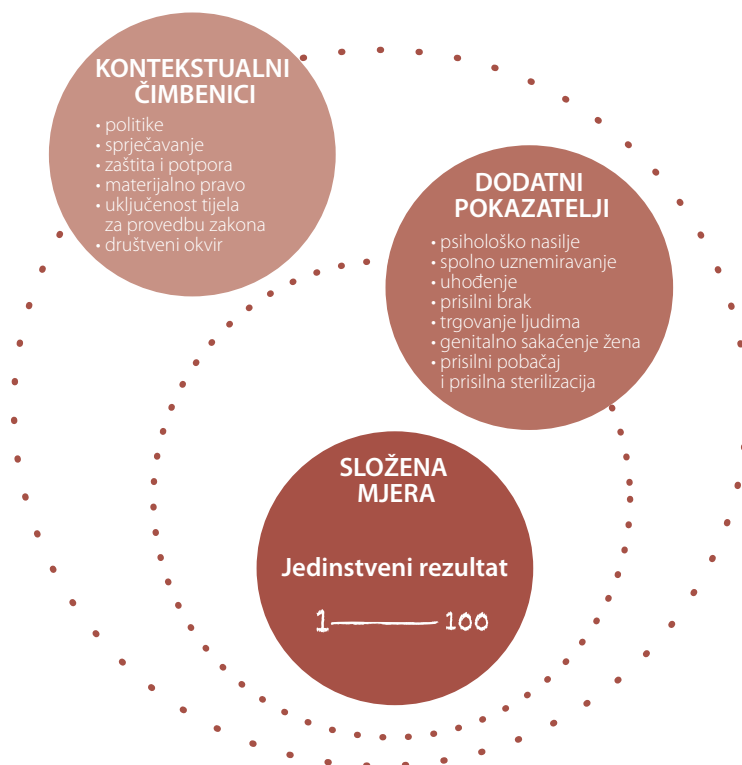 KONTEKSTUALNI
ČIMBENICI
• politike
• sprječavanje
• zaštita i potpora
• materijalno pravo
• uključenost tijela
za provedbu zakona
• društveni okvir
DODATNI
POKAZATELJI
• psihološko nasilje
• spolno uznemiravanje
• uhođenje
• prisilni brak
• trgovanje ljudima
• genitalno sakaćenje žena
• prisilni pobačaj
i prisilna sterilizacija
SLOŽENA
MJERA
Jedinstveni rezultat
1 100